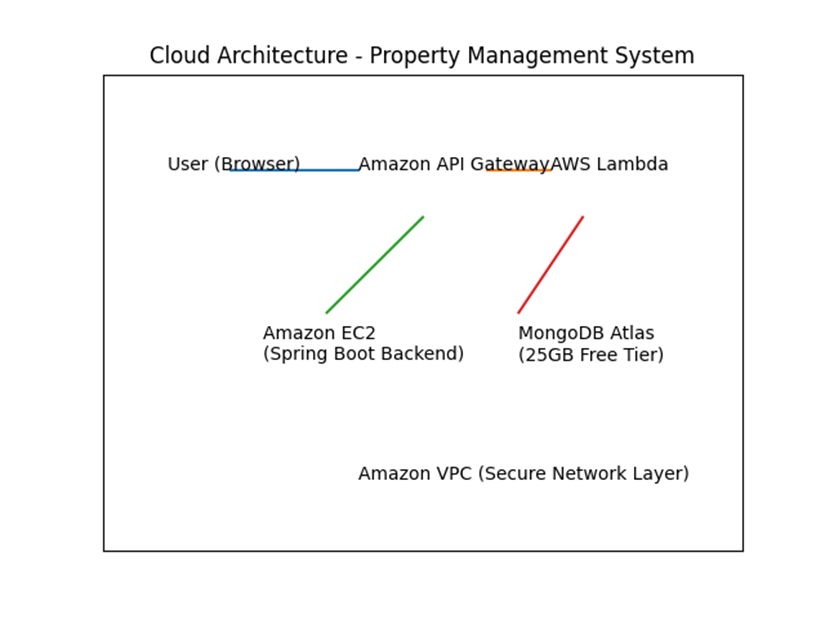 Cloud Architecture - Property Management System
User (Browser)
Amazon API Gateway
AWS Lambda
Amazon EC2
(Spring Boot Backend)
MongoDB Atlas
(25GB Free Tier)
Amazon VPC (Secure Network Layer)